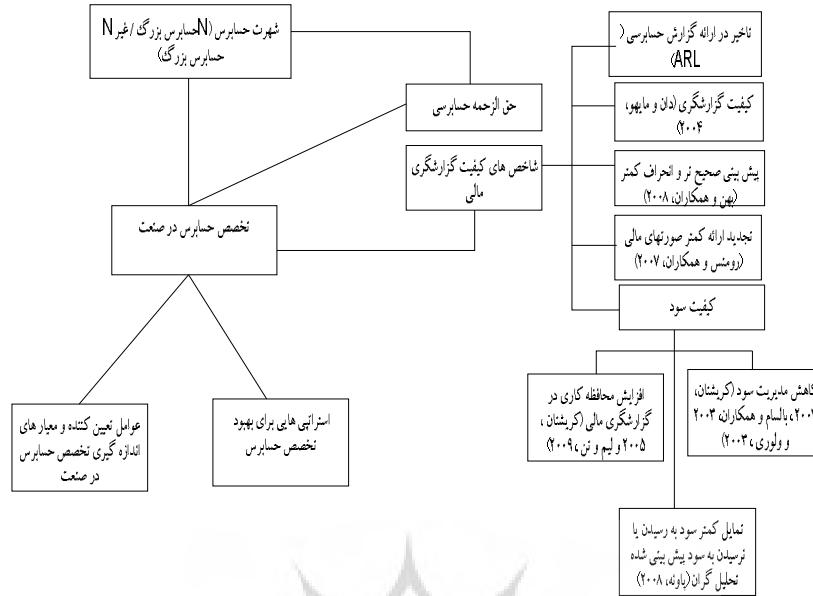 شهرت حسابرس (Nحسابرس بزرگ / غیر N
حسابرس بزرگ)
تاخیر در ارائه گزارش حسابرسی (
ARL)
حق الزحمه حسابرسی
کیفیت گزارشگری (دان و مایهو،
۲۰۰۴)
شاخص های کیفیت گزارشگری
مالی
پیش بینی صحیح تر و انحراف کمتر
(بهن و همکاران، ۲۰۰۸)
تخصص حسابرس در صنعت
تجدید ارائه کمتر صورتهای مالی
(رومنس و همکاران، ۲۰۰۷)
کیفیت سود
کاهش مدیریت سود (کریشنان،
بالسام و همکاران، ۲۰۰۳
و ولوری، ۲۰۰۳)
افزایش محافظه کاری در
گزارشگری مالی (کریشنان ،
۲۰۰۵ و لیم و تن ، ۲۰۰۹)
استراتژی هایی برای بهبود
تخصص حسابرس
عوامل تعیین کننده و معیار های
اندازه گیری تخصص حسابرس
در صنعت
تمایل کمتر سود به رسیدن یا
نرسیدن به سود پیش بینی شده
تحلیل گران (پاونه، ۲۰۰۸)